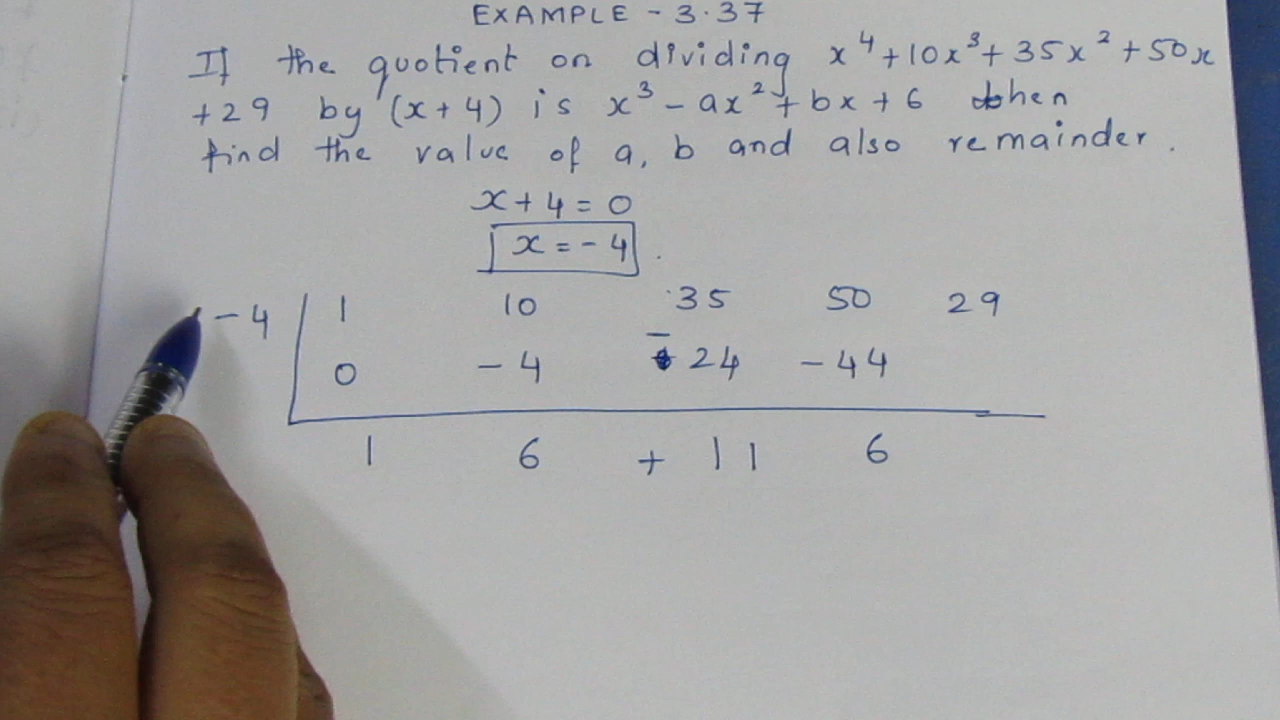 EXAMPLE - 3.37
If the quotient on dividing x⁴+10x³+35x²+50x
+29 by (x+4) is x³-ax²+bx+6 then
find the value of a, b and also remainder.
x+4=0
x=-4
-4 1 10 35 50 29
0 -4 -24 -44
1 6 +11 6